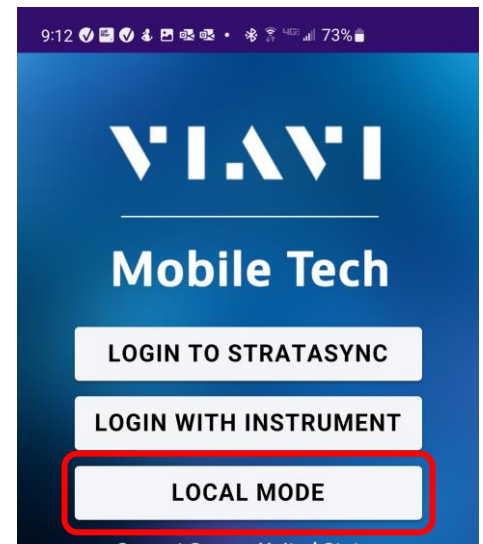 9:12 73%
VIAVI
Mobile Tech
LOGIN TO STRATASYNC
LOGIN WITH INSTRUMENT
LOCAL MODE